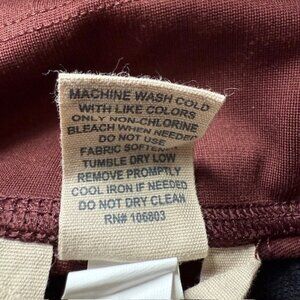 MACHINE WASH COLD
WITH LIKE COLORS
ONLY NON-CHLORINE
BLEACH WHEN NEEDED
DO NOT USE
FABRIC SOFTENER
TUMBLE DRY LOW
REMOVE PROMPTLY
COOL IRON IF NEEDED
DO NOT DRY CLEAN
RN# 106803